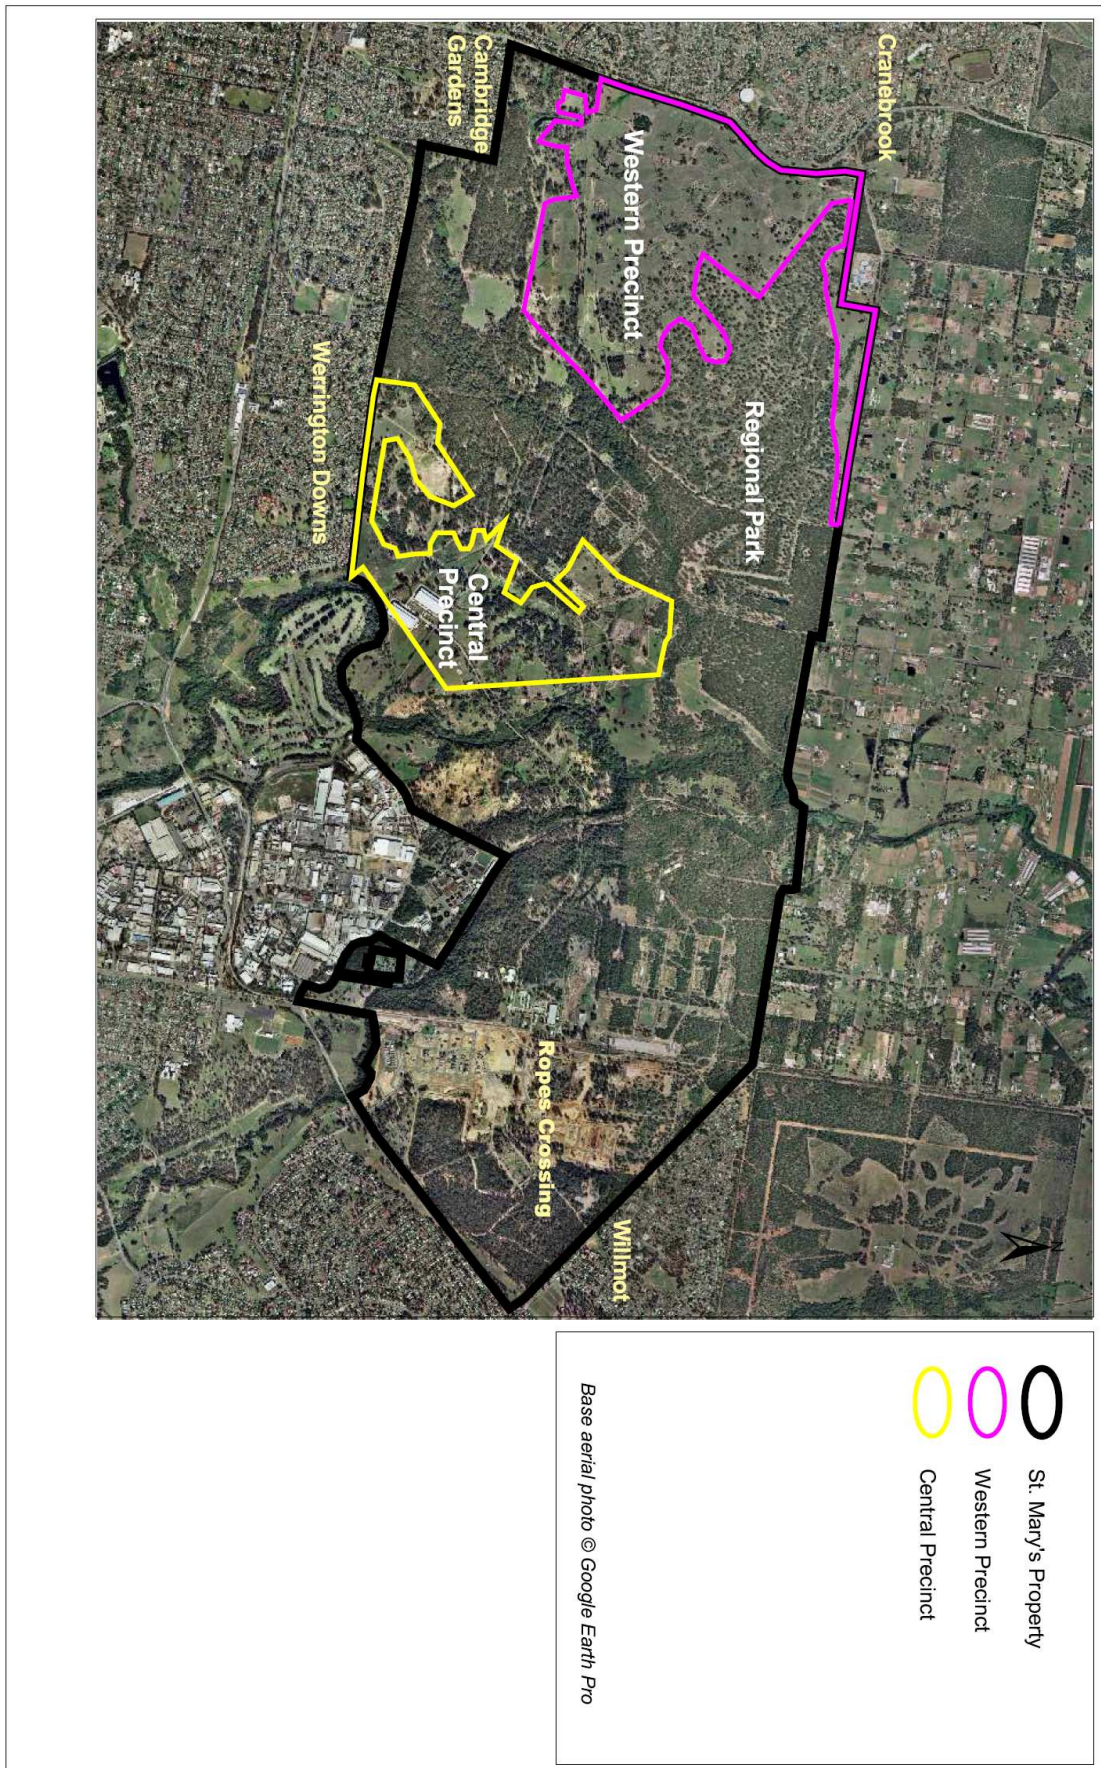 Cranebrook
Cambridge
Gardens
Western Precinct
Regional Park
Werrington Downs
Central
Precinct
Ropes Crossing
Willmot
N
St. Mary's Property
Western Precinct
Central Precinct
Base aerial photo © Google Earth Pro